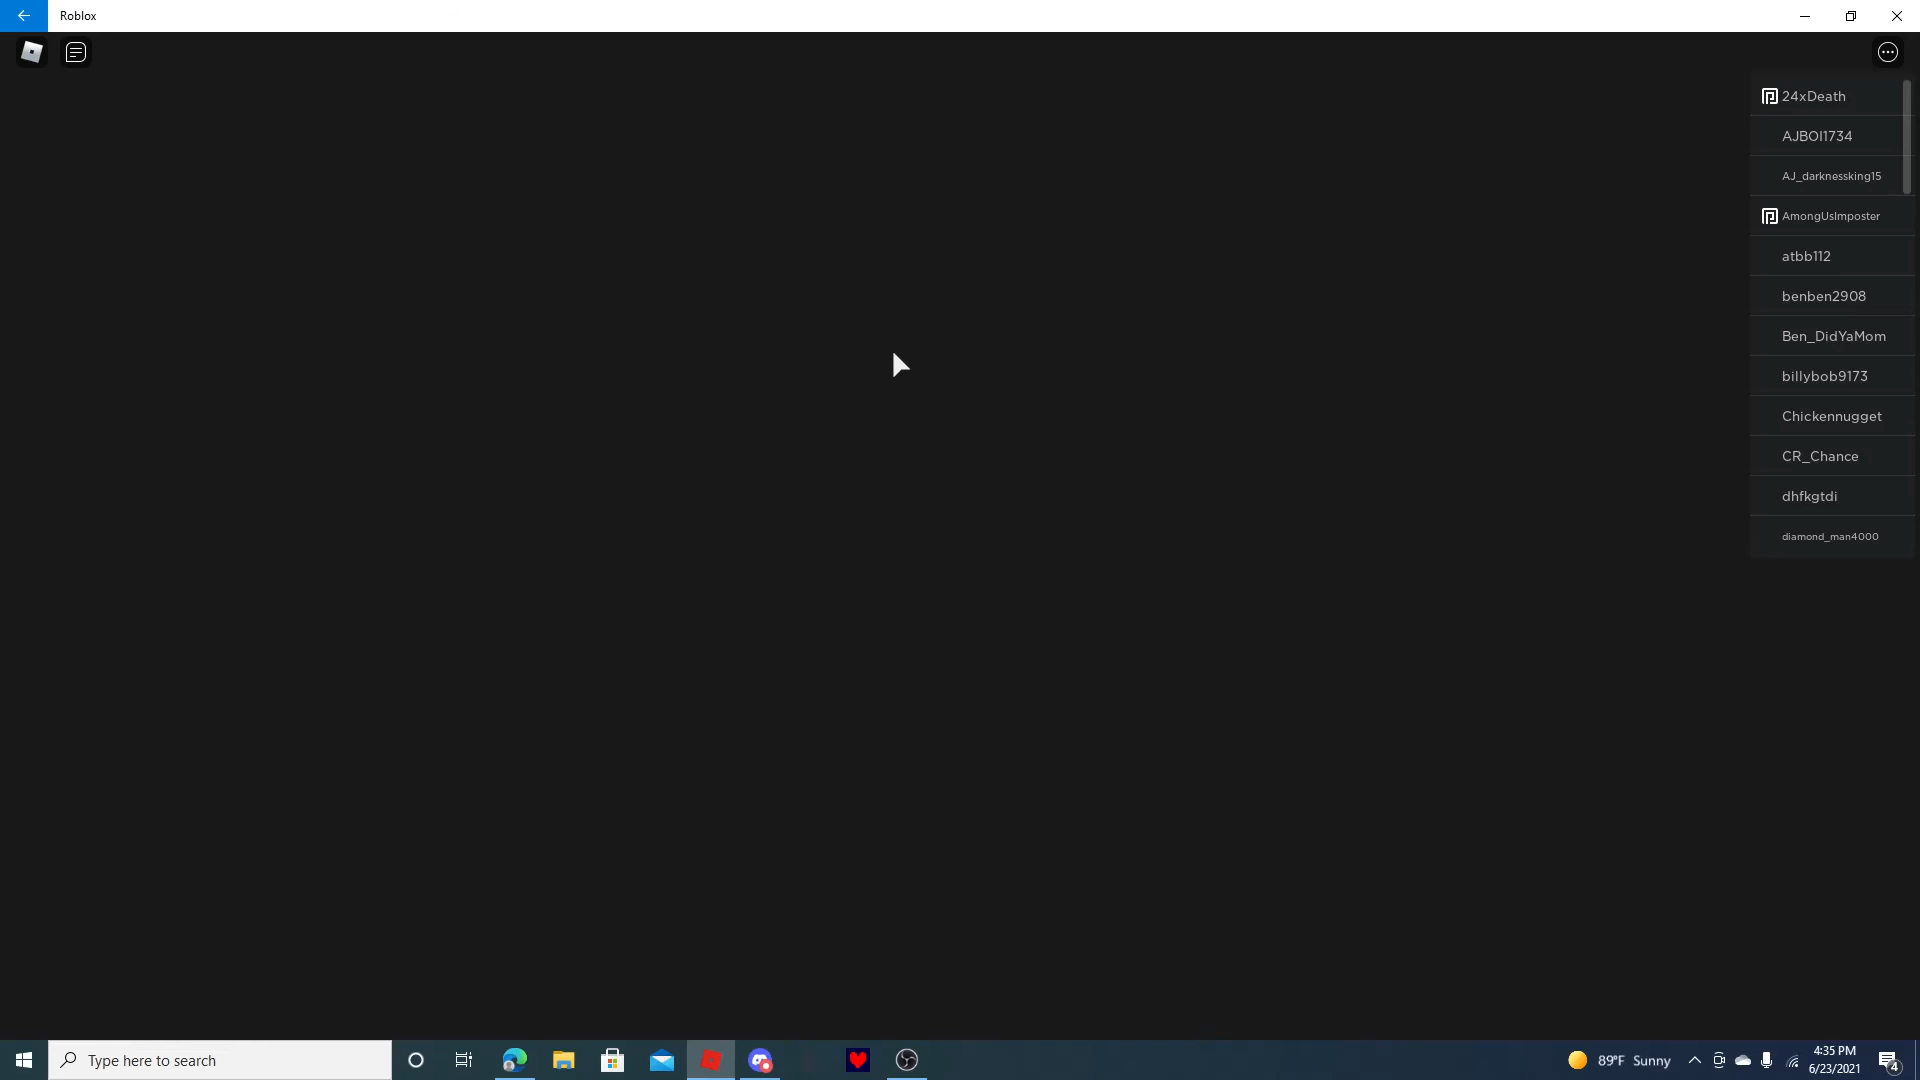 Roblox
24xDeath
AJBOI1734
AJ_darknessking15
AmongUsImposter
atbb112
benben2908
Ben_DidYaMom
billybob9173
Chickennugget
CR_Chance
dhfkgtdi
diamond_man4000
Type here to search
89°F Sunny
4:35 PM
6/23/2021
4